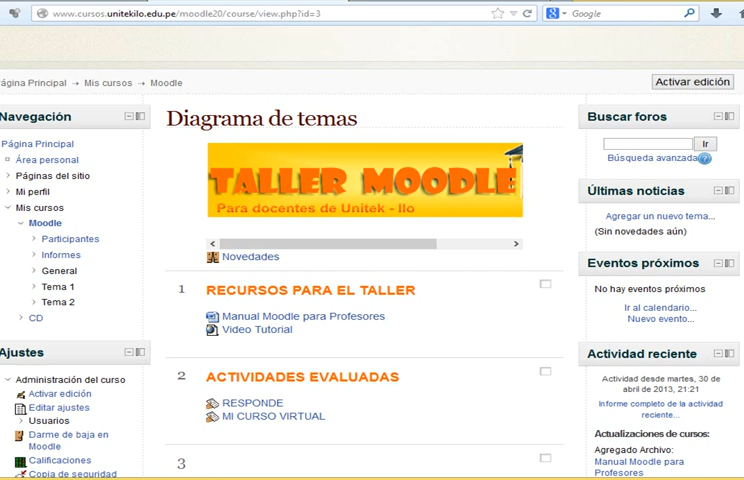 www.cursos.unitekilo.edu.pe/moodle20/course/view.php?id=3
Google
ágina Principal → Mis cursos → Moodle
Activar edición
Navegación
Página Principal
Área personal
Páginas del sitio
Mi perfil
Mis cursos
Moodle
Participantes
Informes
General
Tema 1
Tema 2
CD
Ajustes
Administración del curso
Activar edición
Editar ajustes
Usuarios
Darme de baja en
Moodle
Calificaciones
Copia de seguridad
Diagrama de temas
TALLER MOODLE
Para docentes de Unitek - Ilo
Novedades
1
RECURSOS PARA EL TALLER
Manual Moodle para Profesores
Video Tutorial
2
ACTIVIDADES EVALUADAS
RESPONDE
MI CURSO VIRTUAL
3
Buscar foros
Ir
Búsqueda avanzada
Últimas noticias
Agregar un nuevo tema...
(Sin novedades aún)
Eventos próximos
No hay eventos próximos
Ir al calendario...
Nuevo evento...
Actividad reciente
Actividad desde martes, 30 de
abril de 2013, 21:21
Informe completo de la actividad
reciente...
Actualizaciones de cursos:
Agregado Archivo:
Manual Moodle para
Profesores